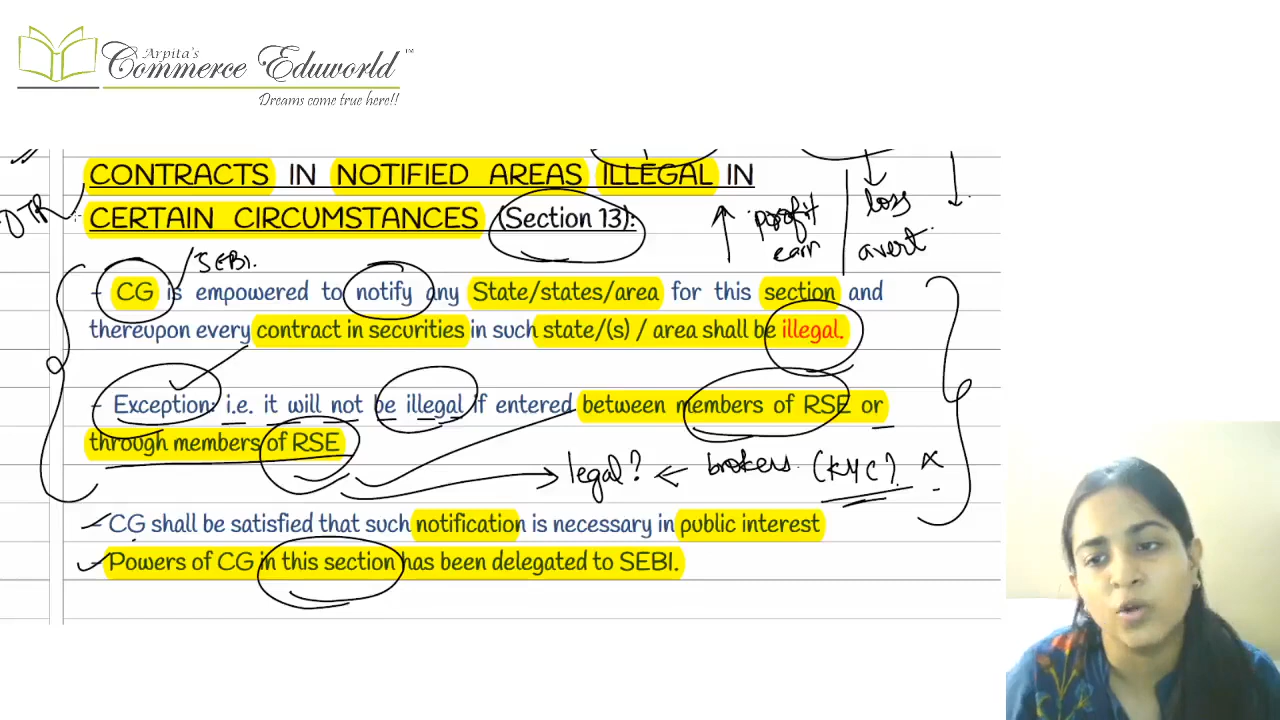 Arpita's
Commerce Eduworld™
Dreams come true here!!
CONTRACTS IN NOTIFIED AREAS ILLEGAL IN
CERTAIN CIRCUMSTANCES (Section 13):
profit
earn
loss
avert
SEBI.
- CG is empowered to notify any State/states/area for this section and
thereupon every contract in securities in such state/(s) / area shall be illegal.
- Exception: i.e. it will not be illegal if entered between members of RSE or
through members of RSE
legal? ← brokers (KYC).
CG shall be satisfied that such notification is necessary in public interest
Powers of CG in this section has been delegated to SEBI.